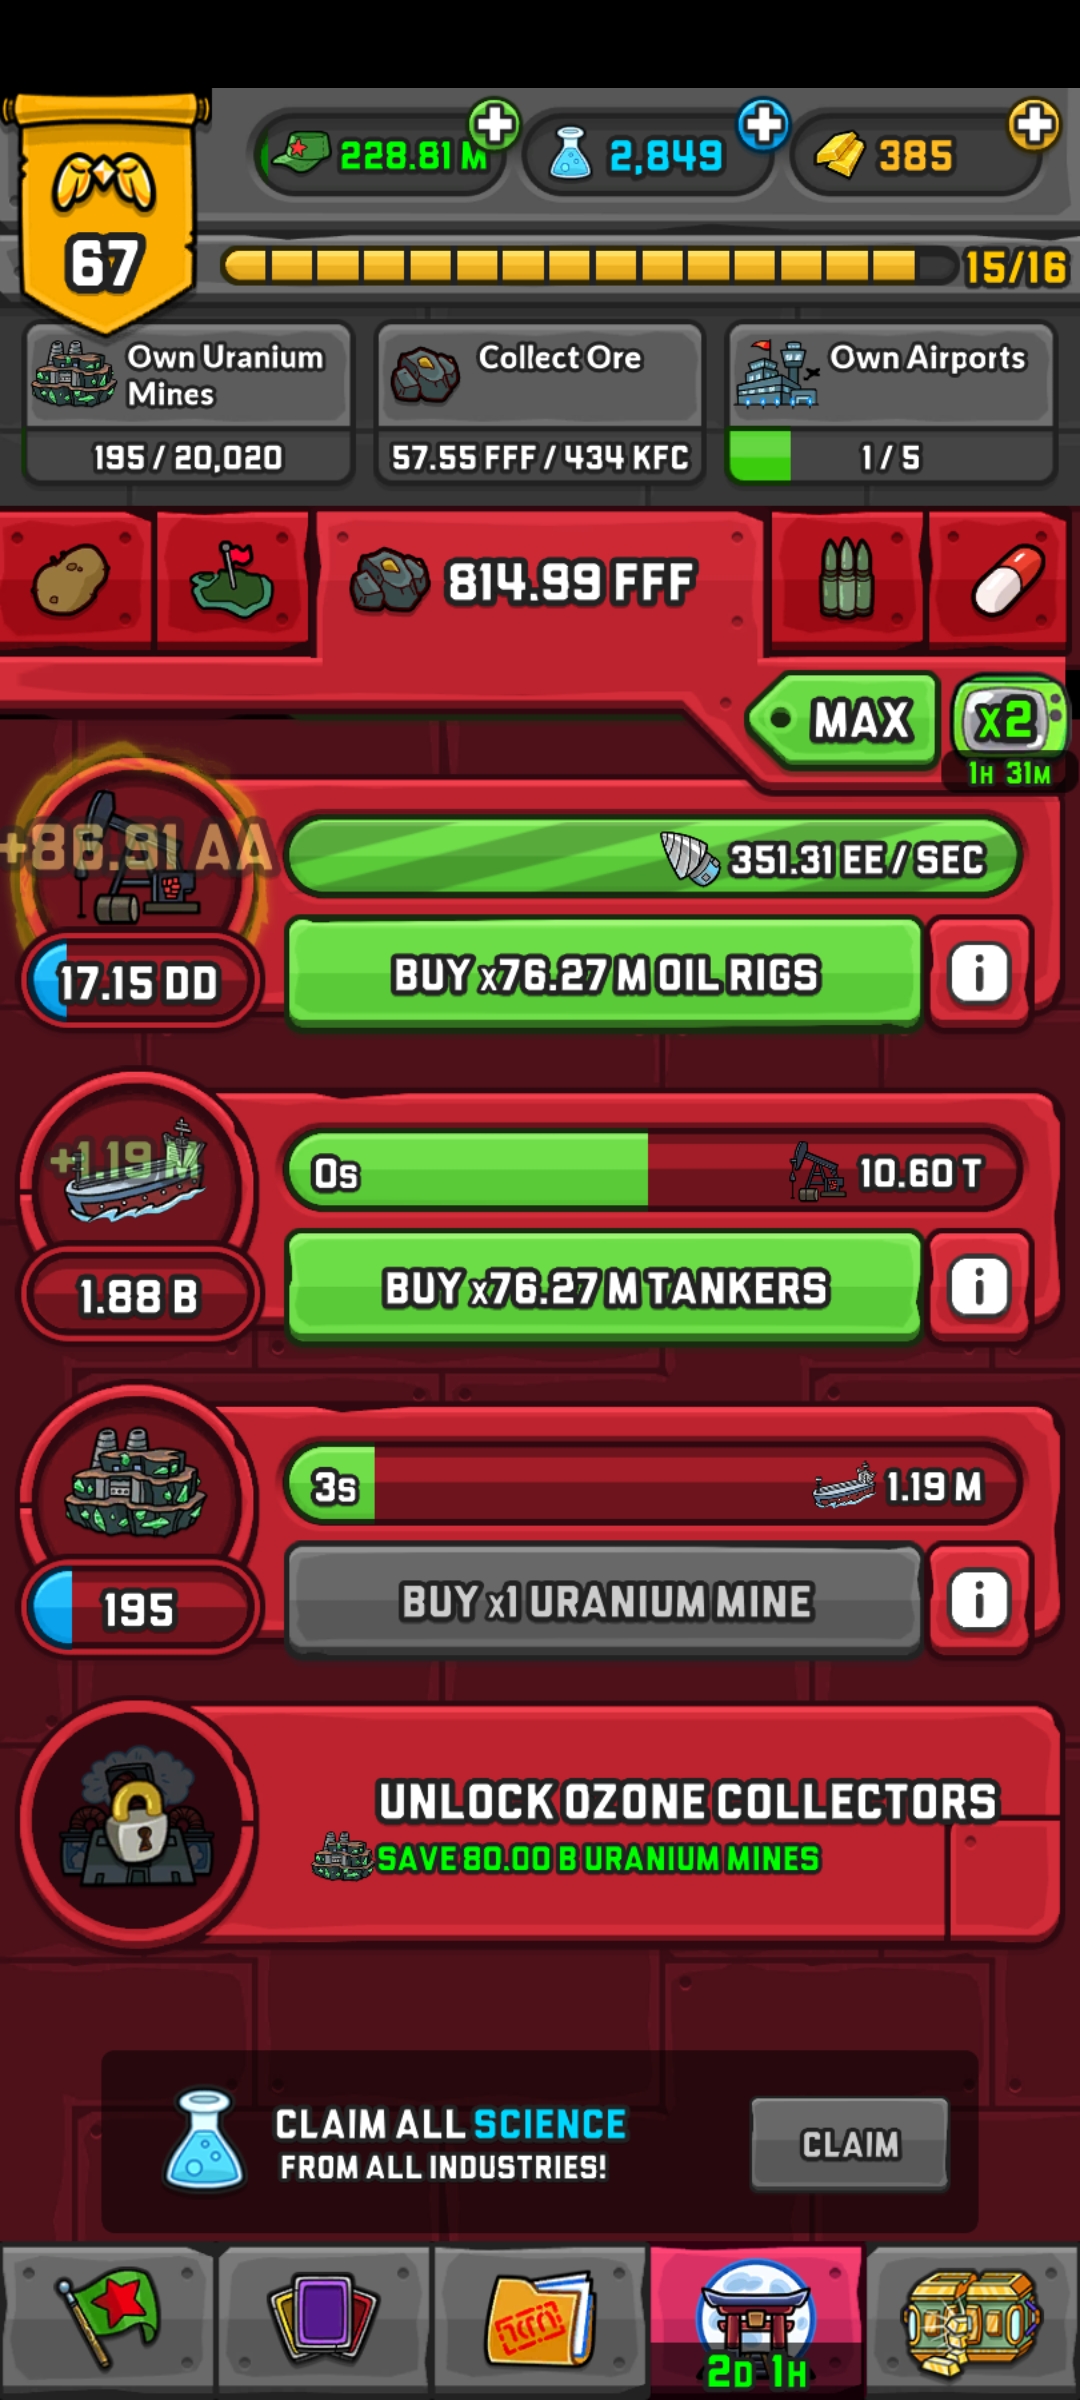 228.81 M
2,849
385
67
15/16
Own Uranium
Mines
195 / 20,020
Collect Ore
57.55 FFF / 434 KFC
Own Airports
1 / 5
814.99 FFF
MAX
x2
1H 31M
+86.91 AA
351.31 EE / SEC
17.15 DD
BUY x76.27 M OIL RIGS
i
+1.19 M
0s
10.60 T
1.88 B
BUY x76.27 M TANKERS
i
3s
1.19 M
195
BUY x1 URANIUM MINE
i
UNLOCK OZONE COLLECTORS
SAVE 80.00 B URANIUM MINES
CLAIM ALL SCIENCE
FROM ALL INDUSTRIES!
CLAIM
2D 1H